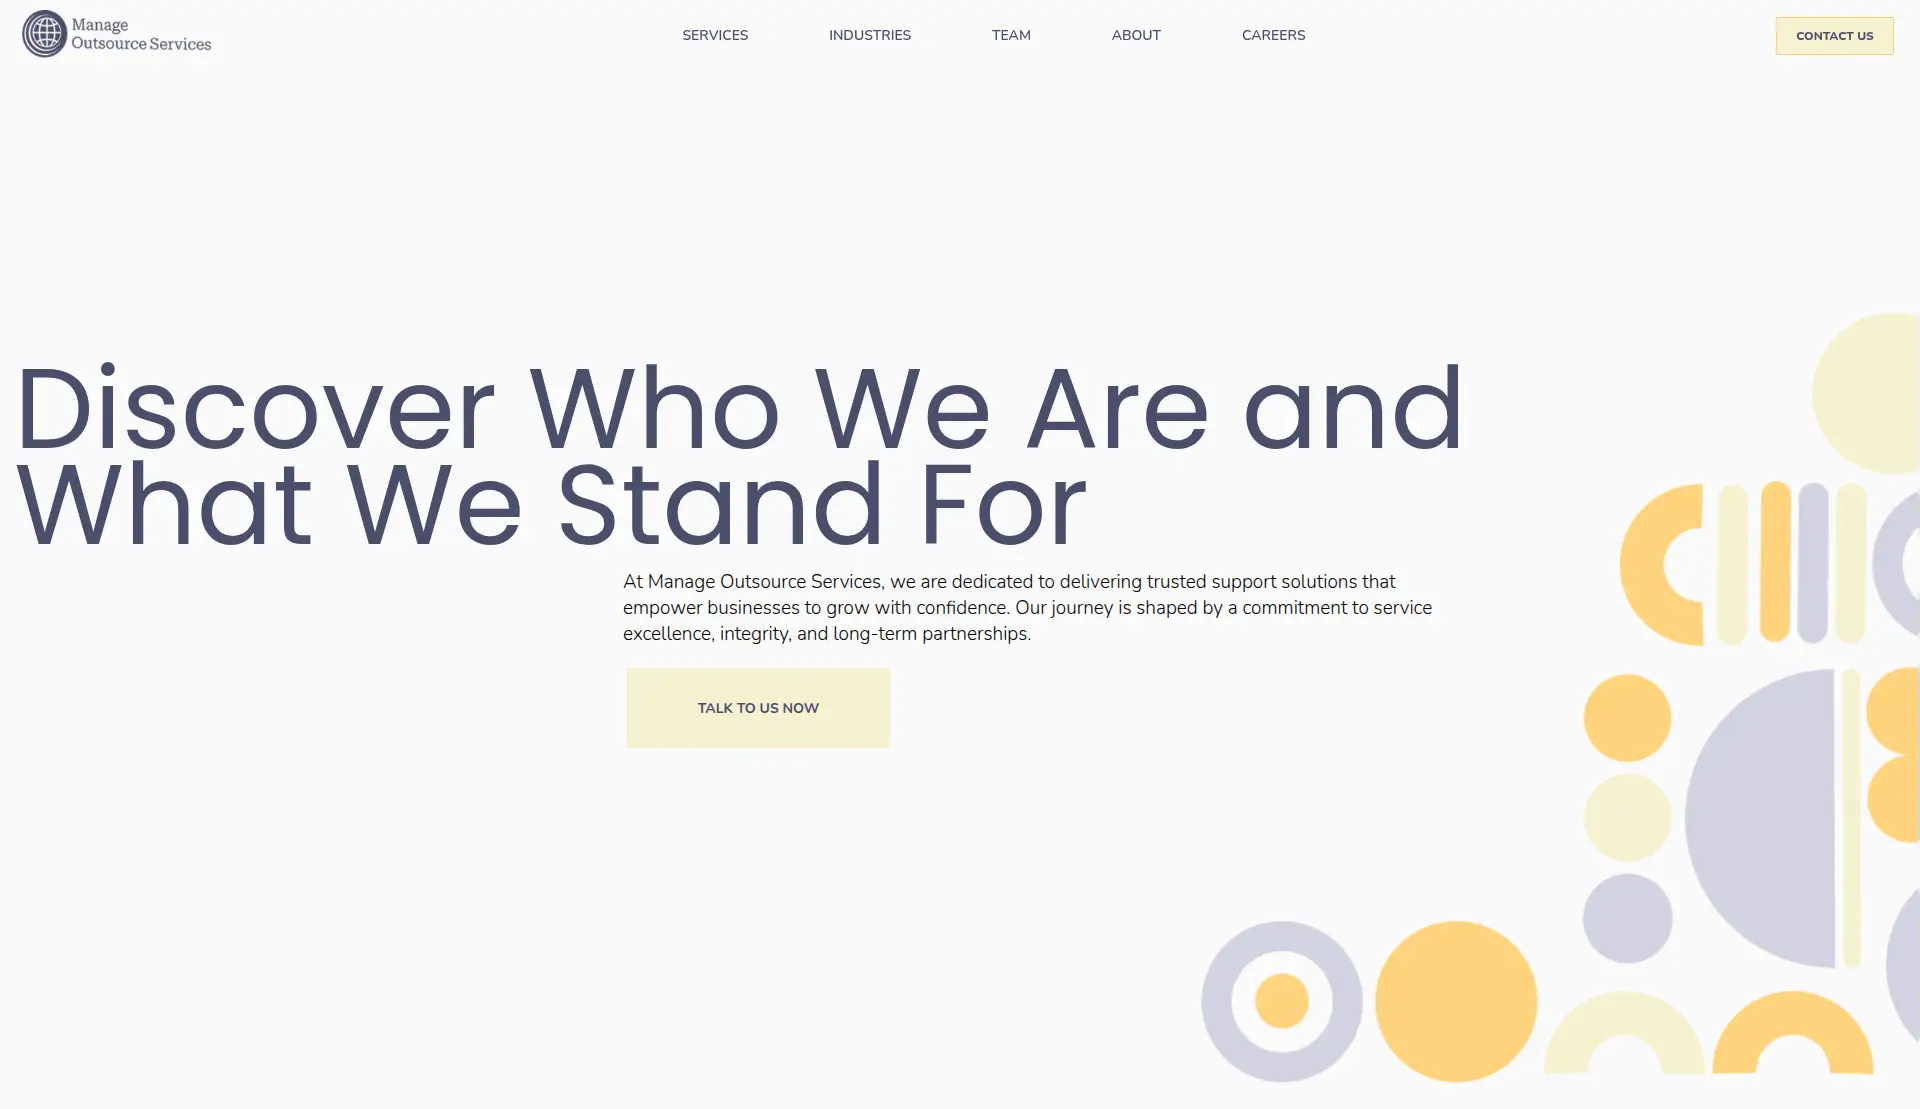 Manage
Outsource Services
SERVICES
INDUSTRIES
TEAM
ABOUT
CAREERS
CONTACT US
Discover Who We Are and
What We Stand For
At Manage Outsource Services, we are dedicated to delivering trusted support solutions that
empower businesses to grow with confidence. Our journey is shaped by a commitment to service
excellence, integrity, and long-term partnerships.
TALK TO US NOW